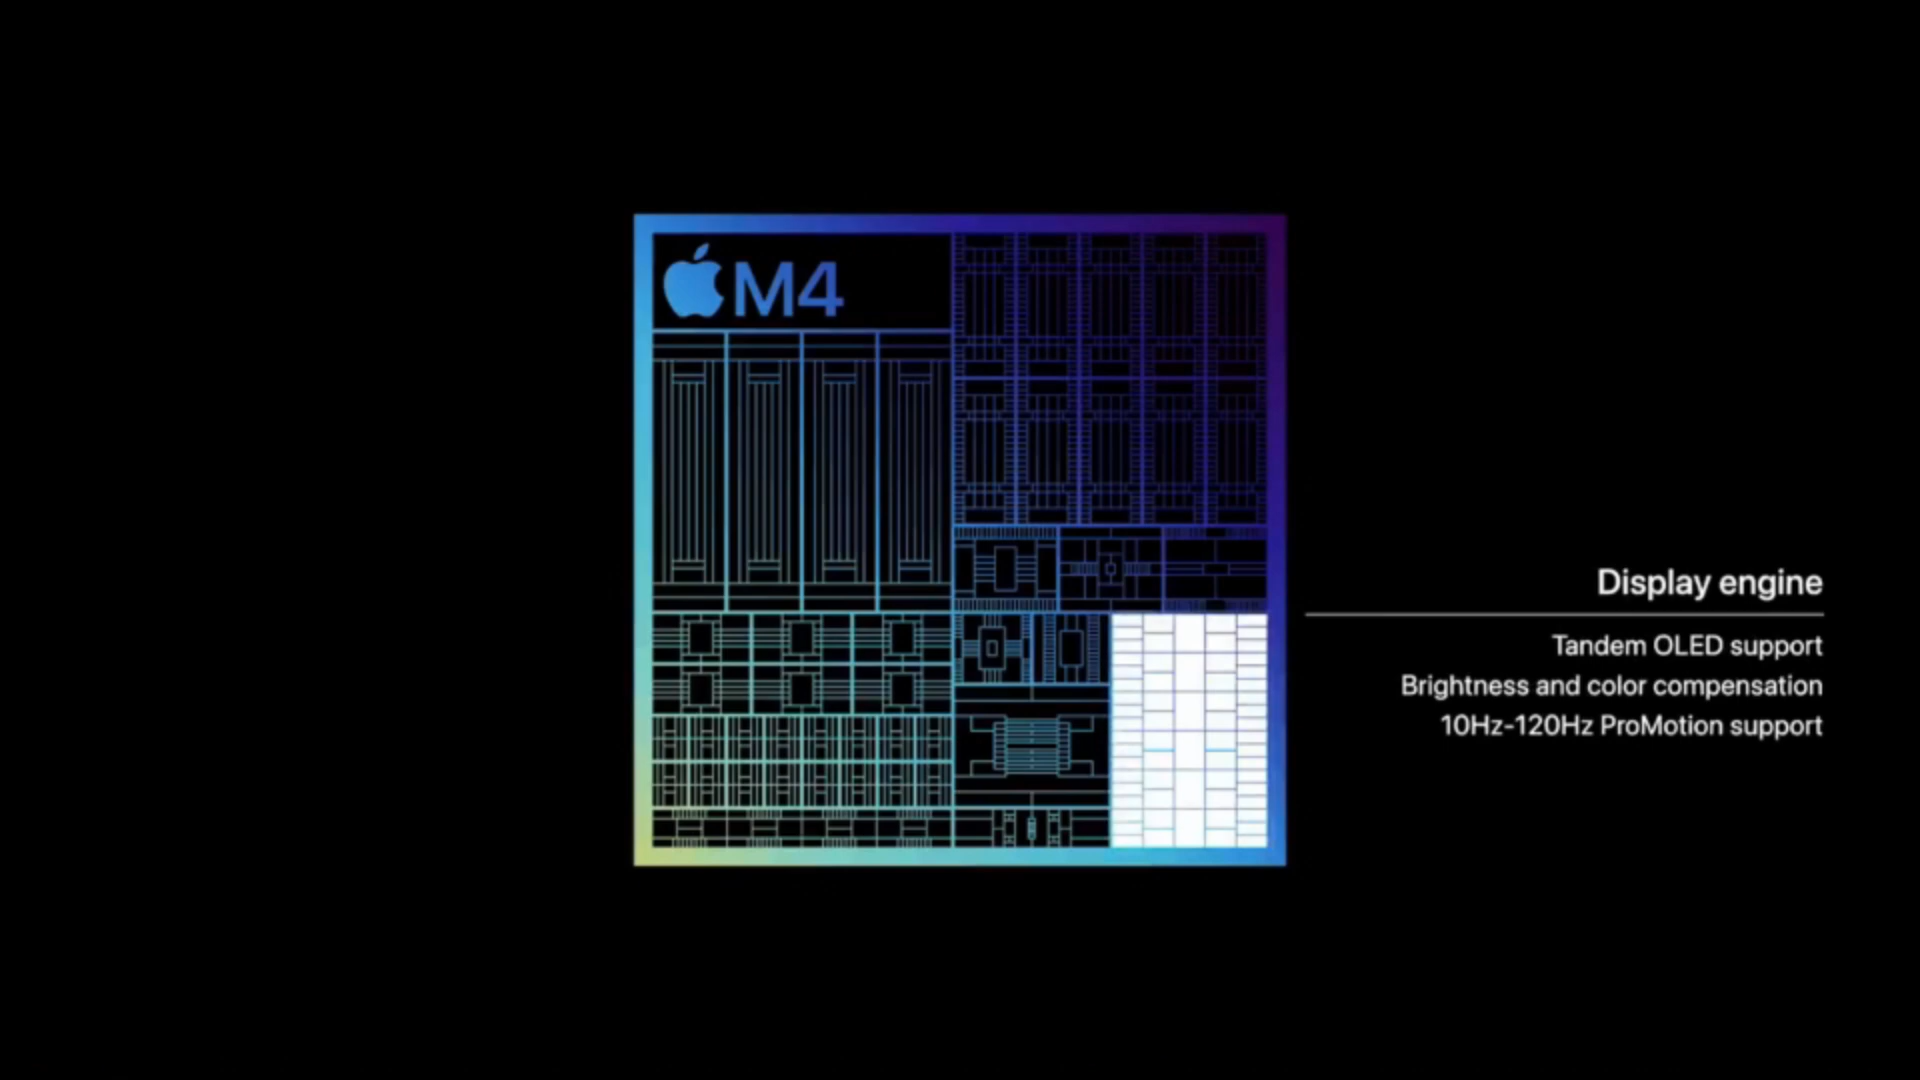 M4
Display engine
Tandem OLED support
Brightness and color compensation
10Hz-120Hz ProMotion support